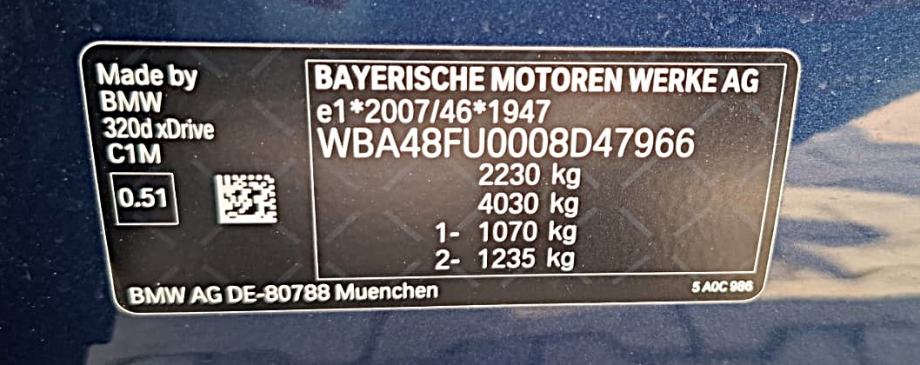 Made by
BMW
320d xDrive
C1M
0.51
BAYERISCHE MOTOREN WERKE AG
e1*2007/46*1947
WBA48FU0008D47966
2230 kg
4030 kg
1- 1070 kg
2- 1235 kg
BMW AG DE-80788 Muenchen
5 A0C 986